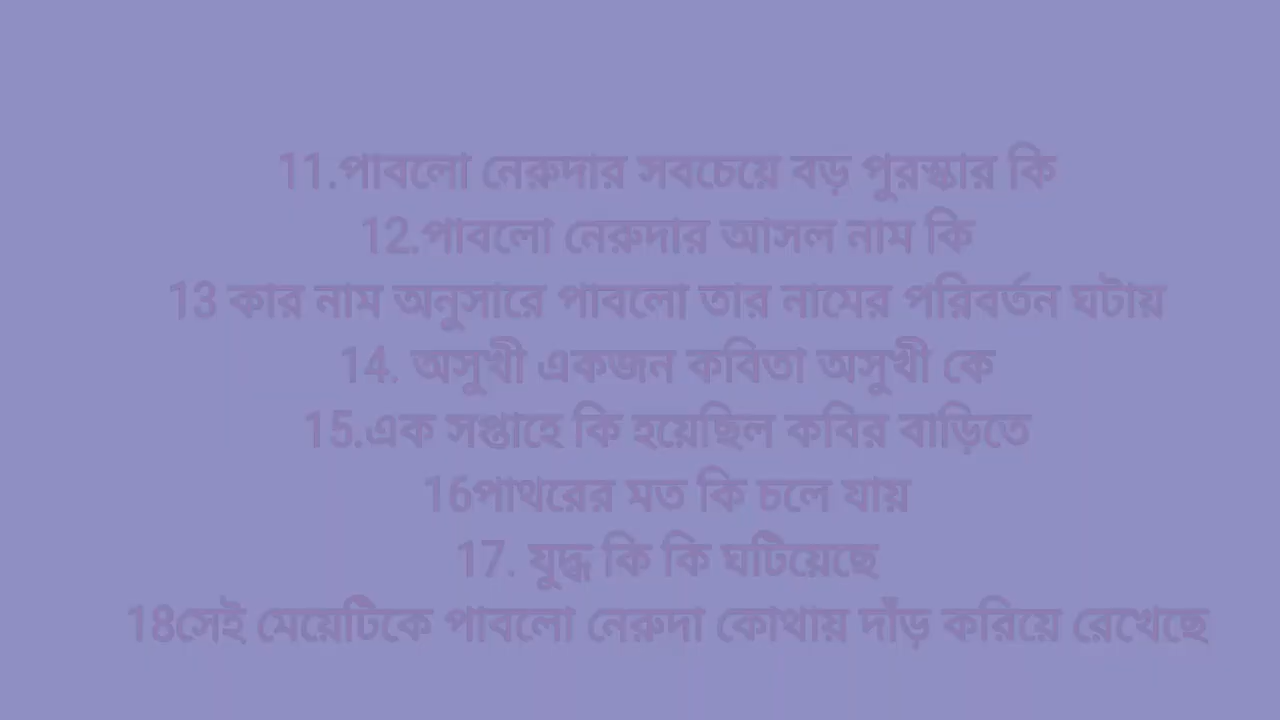 11.পাবলো নেরুদার সবচেয়ে বড় পুরস্কার কি
12.পাবলো নেরুদার আসল নাম কি
13 কার নাম অনুসারে পাবলো তার নামের পরিবর্তন ঘটায়
14. অসুখী একজন কবিতা অসুখী কে
15.এক সপ্তাহে কি হয়েছিল কবির বাড়িতে
16পাথরের মত কি চলে যায়
17. যুদ্ধ কি কি ঘটিয়েছে
18সেই মেয়েটিকে পাবলো নেরুদা কোথায় দাঁড় করিয়ে রেখেছে